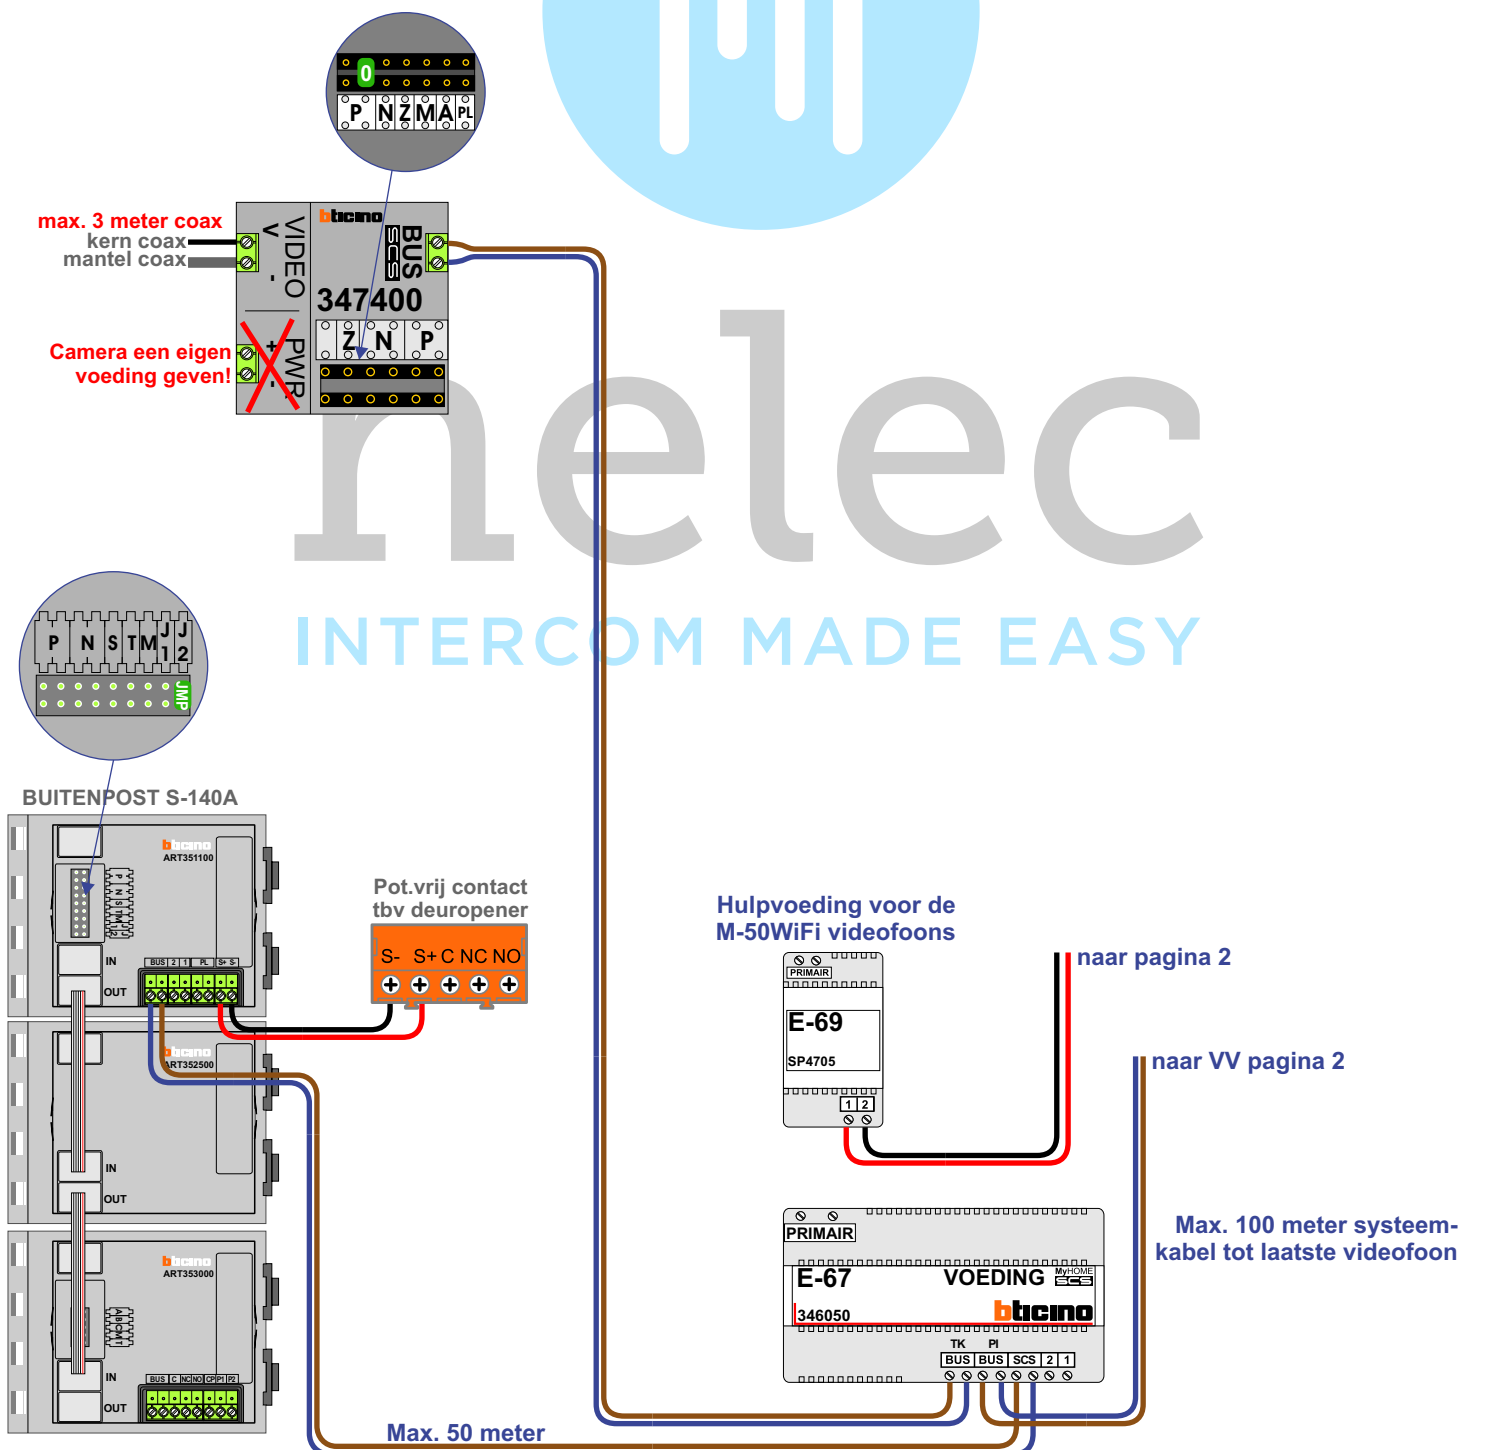 0
P N Z M A PL
max. 3 meter coax
kern coax
mantel coax
VIDEO
V
-
bticino
BUS
SCS
347400
Z N P
PWR
+
-
Camera een eigen
voeding geven!
nelec
INTERCOM MADE EASY
P N S T M J1 J2
JMP
BUITENPOST S-140A
bticino
ART351100
P N S T M J1 J2
IN
OUT
BUS 2 1 PL S+ S-
Pot.vrij contact
tbv deuropener
S- S+ C NC NO
bticino
ART352500
IN
OUT
bticino
ART353000
A B C M T
IN
OUT
BUS C NC NO CP P1 P2
Hulpvoeding voor de
M-50WiFi videofoons
PRIMAIR
E-69
SP4705
1 2
naar pagina 2
naar VV pagina 2
Max. 100 meter systeem-
kabel tot laatste videofoon
PRIMAIR
E-67 VOEDING MyHOME
SCS
346050 bticino
TK PI
BUS BUS SCS 2 1
Max. 50 meter